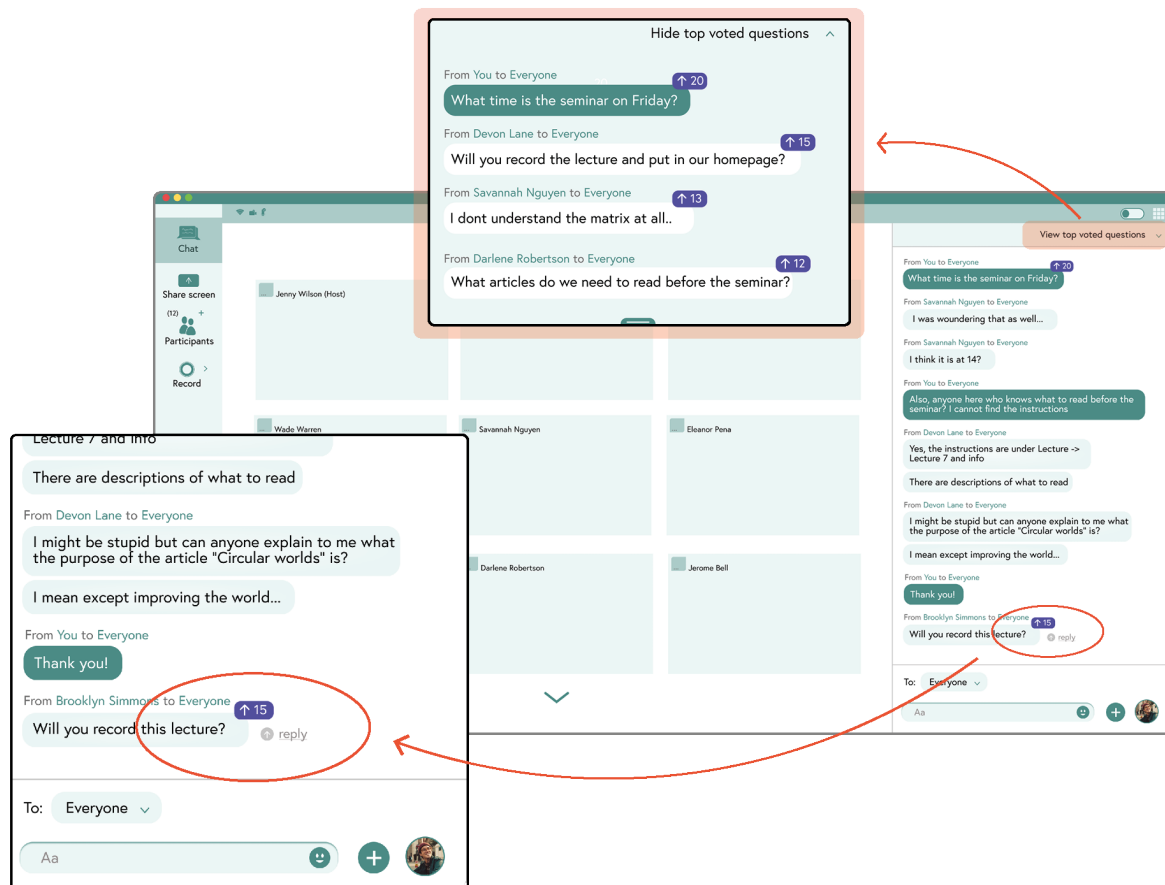 Hide top voted questions
From You to Everyone
20
What time is the seminar on Friday?
From Devon Lane to Everyone
15
Will you record the lecture and put in our homepage?
From Savannah Nguyen to Everyone
13
I dont understand the matrix at all..
From Darlene Robertson to Everyone
12
What articles do we need to read before the seminar?
Chat
Share screen
(12) +
Participants
Record
Jenny Wilson (Host)
Wade Warren
Savannah Nguyen
Eleanor Pena
Darlene Robertson
Jerome Bell
View top voted questions
From You to Everyone
20
What time is the seminar on Friday?
From Savannah Nguyen to Everyone
I was woundering that as well...
From Savannah Nguyen to Everyone
I think it is at 14?
From You to Everyone
Also, anyone here who knows what to read before the
seminar? I cannot find the instructions
From Devon Lane to Everyone
Yes, the instructions are under Lecture ->
Lecture 7 and info
There are descriptions of what to read
From Devon Lane to Everyone
I might be stupid but can anyone explain to me what
the purpose of the article "Circular worlds" is?
I mean except improving the world...
From You to Everyone
Thank you!
From Brooklyn Simmons to Everyone
15
Will you record this lecture?
reply
To: Everyone
Aa
Lecture 7 and info
There are descriptions of what to read
From Devon Lane to Everyone
I might be stupid but can anyone explain to me what
the purpose of the article "Circular worlds" is?
I mean except improving the world...
From You to Everyone
Thank you!
From Brooklyn Simmons to Everyone
15
Will you record this lecture?
reply
To: Everyone
Aa